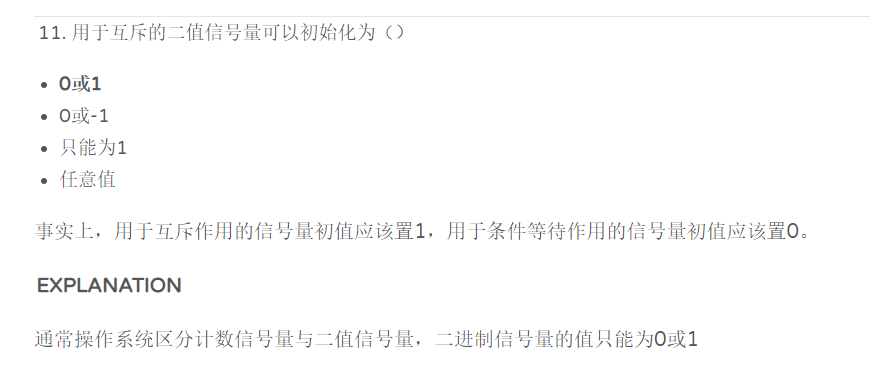 11. 用于互斥的二值信号量可以初始化为（）
• 0或1
• 0或-1
• 只能为1
• 任意值
事实上，用于互斥作用的信号量初值应该置1，用于条件等待作用的信号量初值应该置0。
EXPLANATION
通常操作系统区分计数信号量与二值信号量，二进制信号量的值只能为0或1